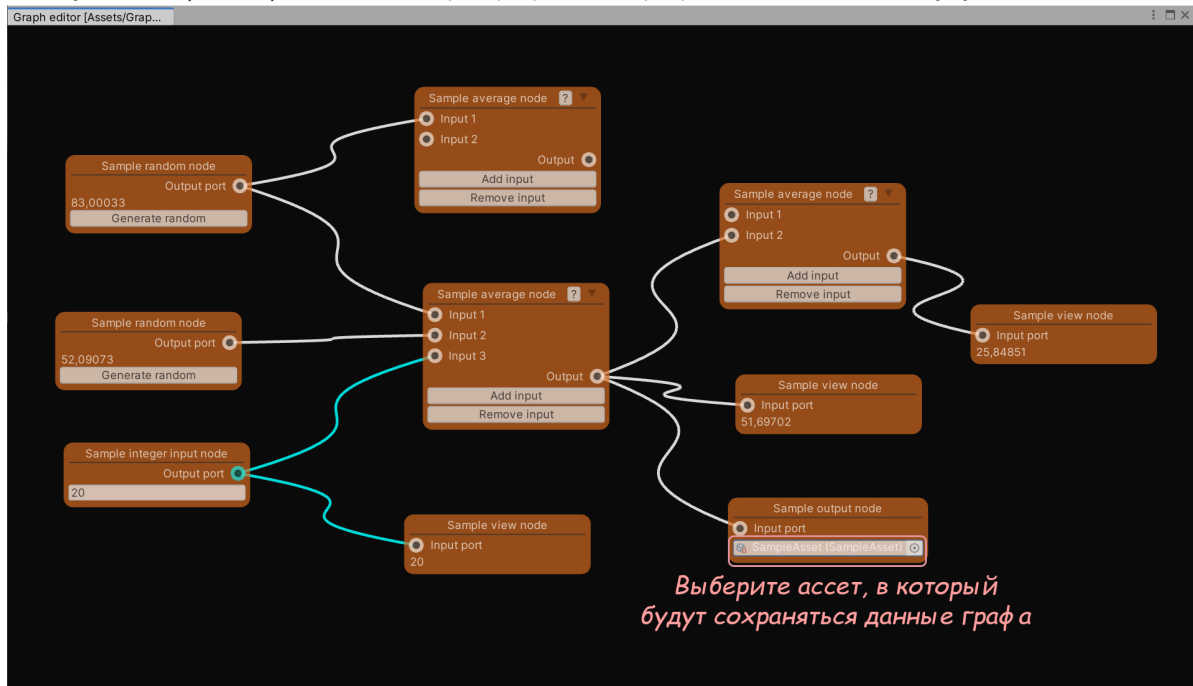 Graph editor [Assets/Grap...
Sample average node ?
Input 1
Input 2
Output
Add input
Remove input
Sample random node
Output port
83,00033
Generate random
Sample average node ?
Input 1
Input 2
Output
Add input
Remove input
Sample average node ?
Input 1
Input 2
Input 3
Output
Add input
Remove input
Sample random node
Output port
52,09073
Generate random
Sample view node
Input port
25,84851
Sample view node
Input port
51,69702
Sample integer input node
Output port
20
Sample output node
Input port
SampleAsset (SampleAsset)
Sample view node
Input port
20
Выберите ассет, в который
будут сохраняться данные графа